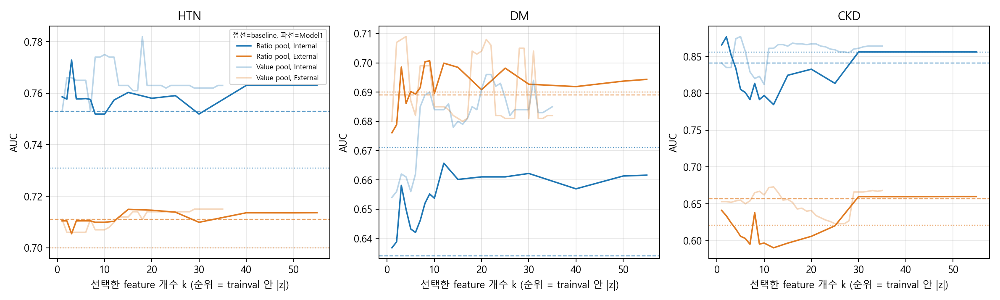 HTN
AUC
0.78
0.76
0.74
0.72
0.70
점선=baseline, 파선=Model1
Ratio pool, Internal
Ratio pool, External
Value pool, Internal
Value pool, External
0 10 20 30 40 50
선택한 feature 개수 k (순위 = trainval 안 |z|)
DM
AUC
0.71
0.70
0.69
0.68
0.67
0.66
0.65
0.64
0 10 20 30 40 50
선택한 feature 개수 k (순위 = trainval 안 |z|)
CKD
AUC
0.85
0.80
0.75
0.70
0.65
0.60
0 10 20 30 40 50
선택한 feature 개수 k (순위 = trainval 안 |z|)